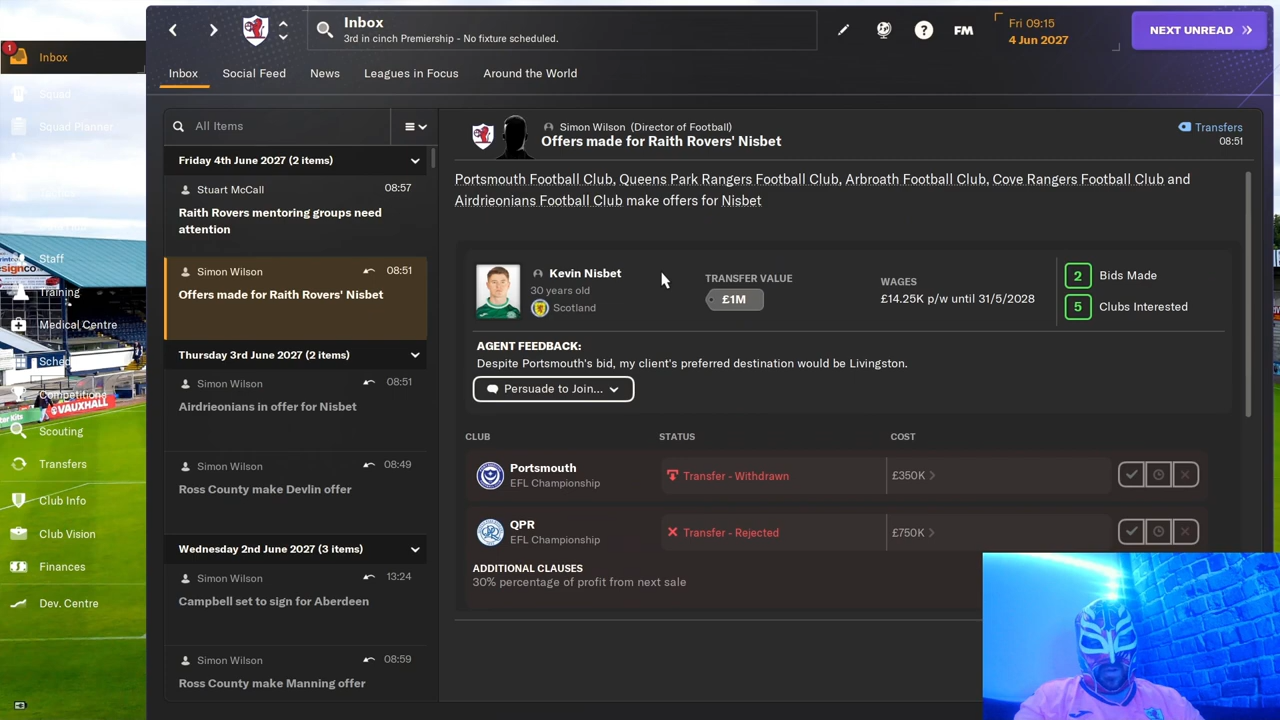 1
Inbox
Squad
Squad Planner
Staff
Training
Medical Centre
Sched
Competitions
Scouting
Transfers
Club Info
Club Vision
Finances
Dev. Centre
VAUXHALL
Inbox
3rd in cinch Premiership - No fixture scheduled.
?
FM
Fri 09:15
4 Jun 2027
NEXT UNREAD
Inbox
Social Feed
News
Leagues in Focus
Around the World
All Items
Friday 4th June 2027 (2 items)
Stuart McCall
08:57
Raith Rovers mentoring groups need
attention
Simon Wilson
08:51
Offers made for Raith Rovers' Nisbet
Thursday 3rd June 2027 (2 items)
Simon Wilson
08:51
Airdrieonians in offer for Nisbet
Simon Wilson
08:49
Ross County make Devlin offer
Wednesday 2nd June 2027 (3 items)
Simon Wilson
13:24
Campbell set to sign for Aberdeen
Simon Wilson
08:59
Ross County make Manning offer
Simon Wilson (Director of Football)
Offers made for Raith Rovers' Nisbet
Transfers
08:51
Portsmouth Football Club, Queens Park Rangers Football Club, Arbroath Football Club, Cove Rangers Football Club and
Airdrieonians Football Club make offers for Nisbet
Kevin Nisbet
30 years old
Scotland
TRANSFER VALUE
£1M
WAGES
£14.25K p/w until 31/5/2028
2 Bids Made
5 Clubs Interested
AGENT FEEDBACK:
Despite Portsmouth's bid, my client's preferred destination would be Livingston.
Persuade to Join...
CLUB STATUS COST
Portsmouth
EFL Championship
Transfer - Withdrawn
£350K
QPR
EFL Championship
Transfer - Rejected
£750K
ADDITIONAL CLAUSES
30% percentage of profit from next sale